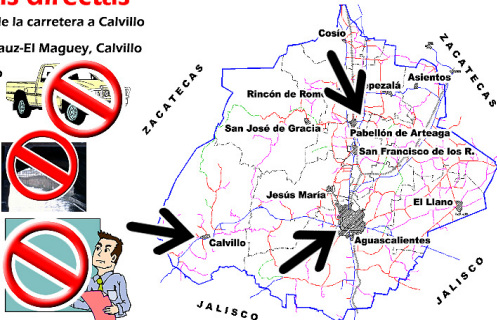 s directas
de la carretera a Calvillo
auz-El Maguey, Calvillo
Cosío
ZACATECAS
ZACATECAS
Asientos
Rincón de Rom
pezalá
San José de Gracia
Pabellón de Arteaga
San Francisco de los R.
Jesús María
El Llano
Calvillo
Aguascalientes
JALISCO
JALISCO